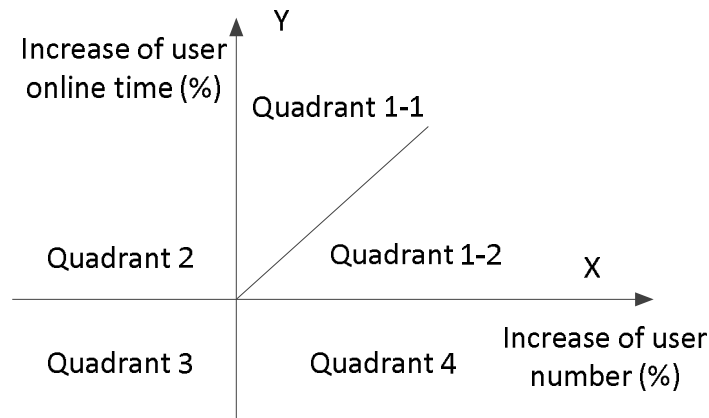 Y
Increase of user
online time (%)
Quadrant 1-1
Quadrant 2
Quadrant 1-2
X
Quadrant 3
Quadrant 4
Increase of user
number (%)